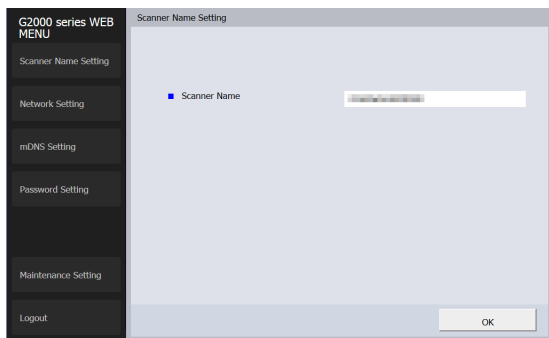 G2000 series WEB
MENU
Scanner Name Setting
Network Setting
mDNS Setting
Password Setting
Maintenance Setting
Logout
Scanner Name Setting
Scanner Name
OK